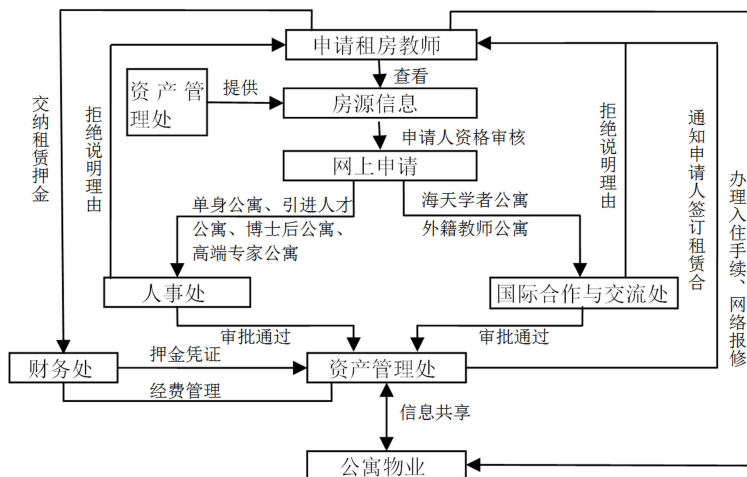 申请租房教师
查看
资产管
理处
提供
房源信息
申请人资格审核
网上申请
单身公寓、引进人才
公寓、博士后公寓、
高端专家公寓
海天学者公寓
外籍教师公寓
交纳租赁押金
拒绝说明理由
拒绝说明理由
通知申请人签订租赁合
办理入住手续、网络报修
人事处
国际合作与交流处
审批通过
审批通过
财务处
押金凭证
资产管理处
经费管理
信息共享
公寓物业